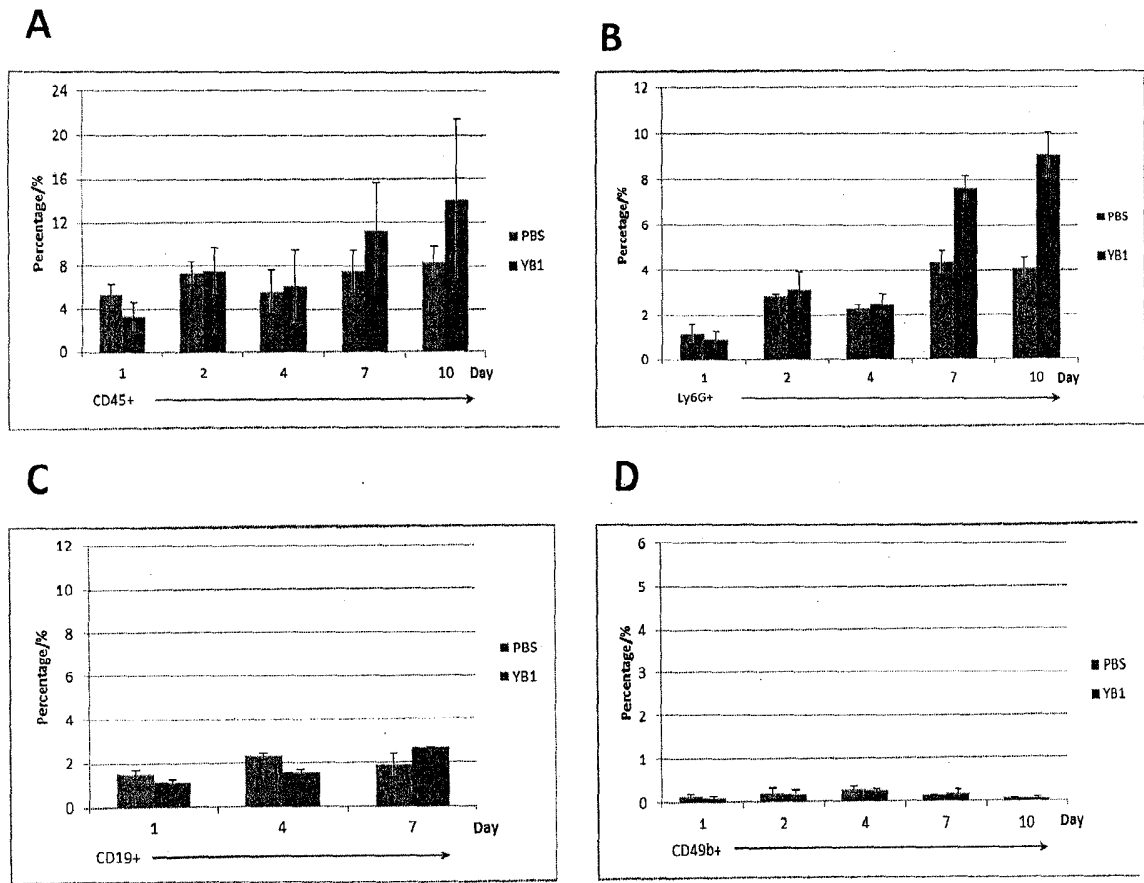 A
24
20
16
12
8
4
0
Percentage/%
1 2 4 7 10 Day
CD45+
PBS
YB1
B
12
10
8
6
4
2
0
Percetage/%
1 2 4 7 10 Day
Ly6G+
PBS
YB1
C
12
10
8
6
4
2
0
Percentage/%
1 4 7 Day
CD19+
PBS
YB1
D
6
5
4
3
2
1
0
Percentage/%
1 2 4 7 10 Day
CD49b+
PBS
YB1